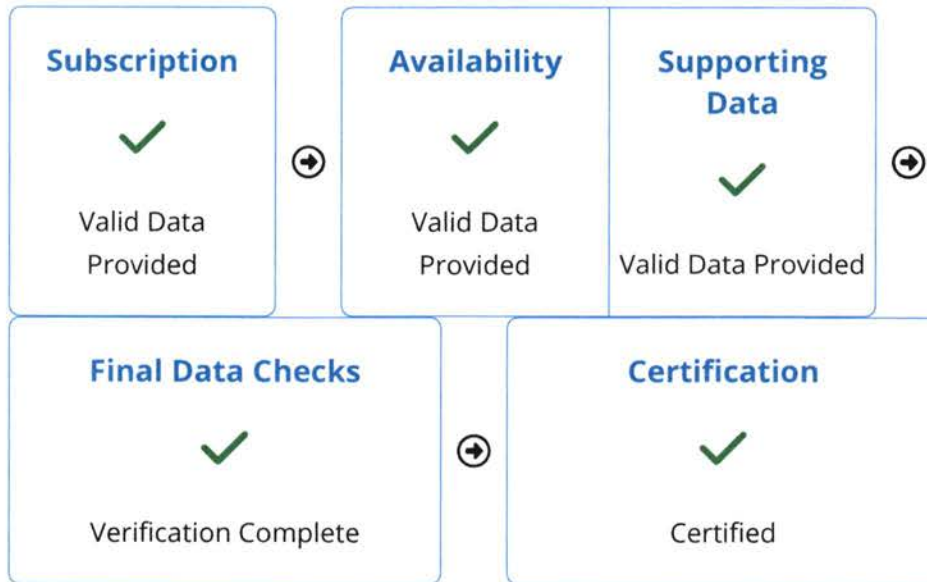 Subscription
Valid Data
Provided
Availability
Valid Data
Provided
Supporting
Data
Valid Data Provided
Final Data Checks
Verification Complete
Certification
Certified